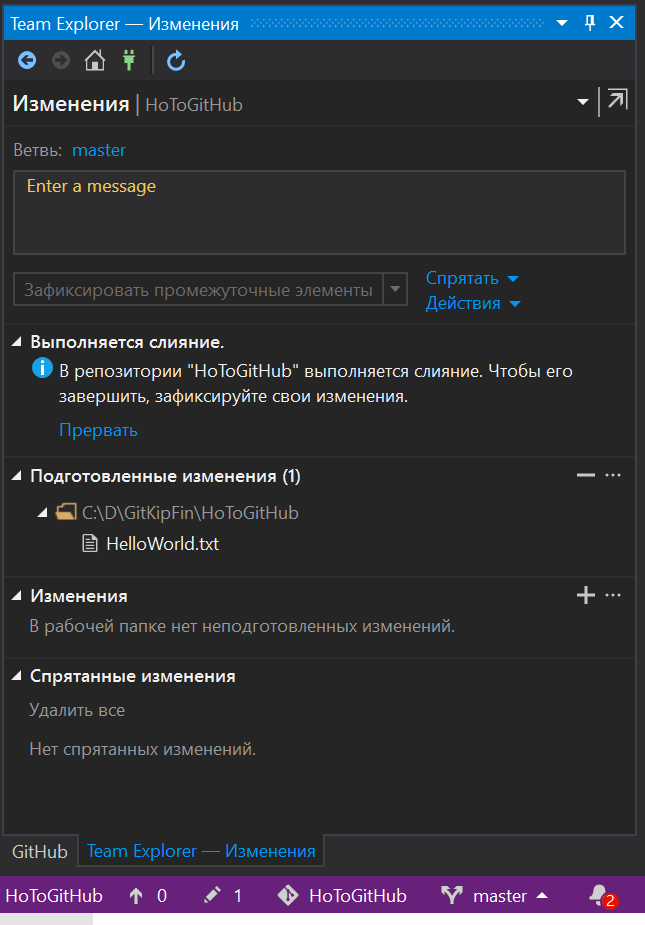 Team Explorer — Изменения
Изменения | HoToGitHub
Ветвь: master
Enter a message
Зафиксировать промежуточные элементы
Спрятать
Действия
Выполняется слияние.
В репозитории "HoToGitHub" выполняется слияние. Чтобы его
завершить, зафиксируйте свои изменения.
Прервать
Подготовленные изменения (1)
C:\D\GitKipFin\HoToGitHub
HelloWorld.txt
Изменения
В рабочей папке нет неподготовленных изменений.
Спрятанные изменения
Удалить все
Нет спрятанных изменений.
GitHub Team Explorer — Изменения
HoToGitHub 0 1 HoToGitHub master 2